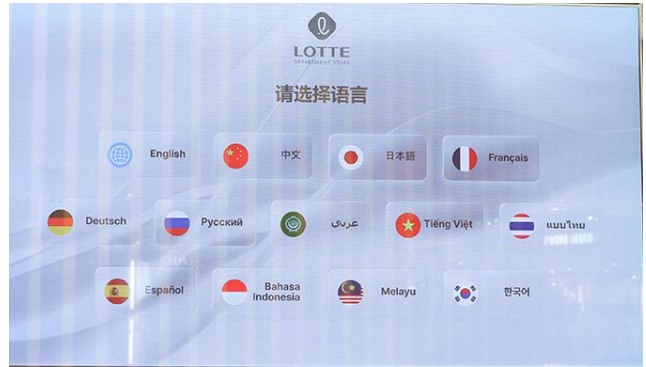 LOTTE
DEPARTMENT STORE
请选择语言
English
中文
日本語
Français
Deutsch
Русский
عربي
Tiếng Việt
แบบไทย
Español
Bahasa
Indonesia
Melayu
한국어